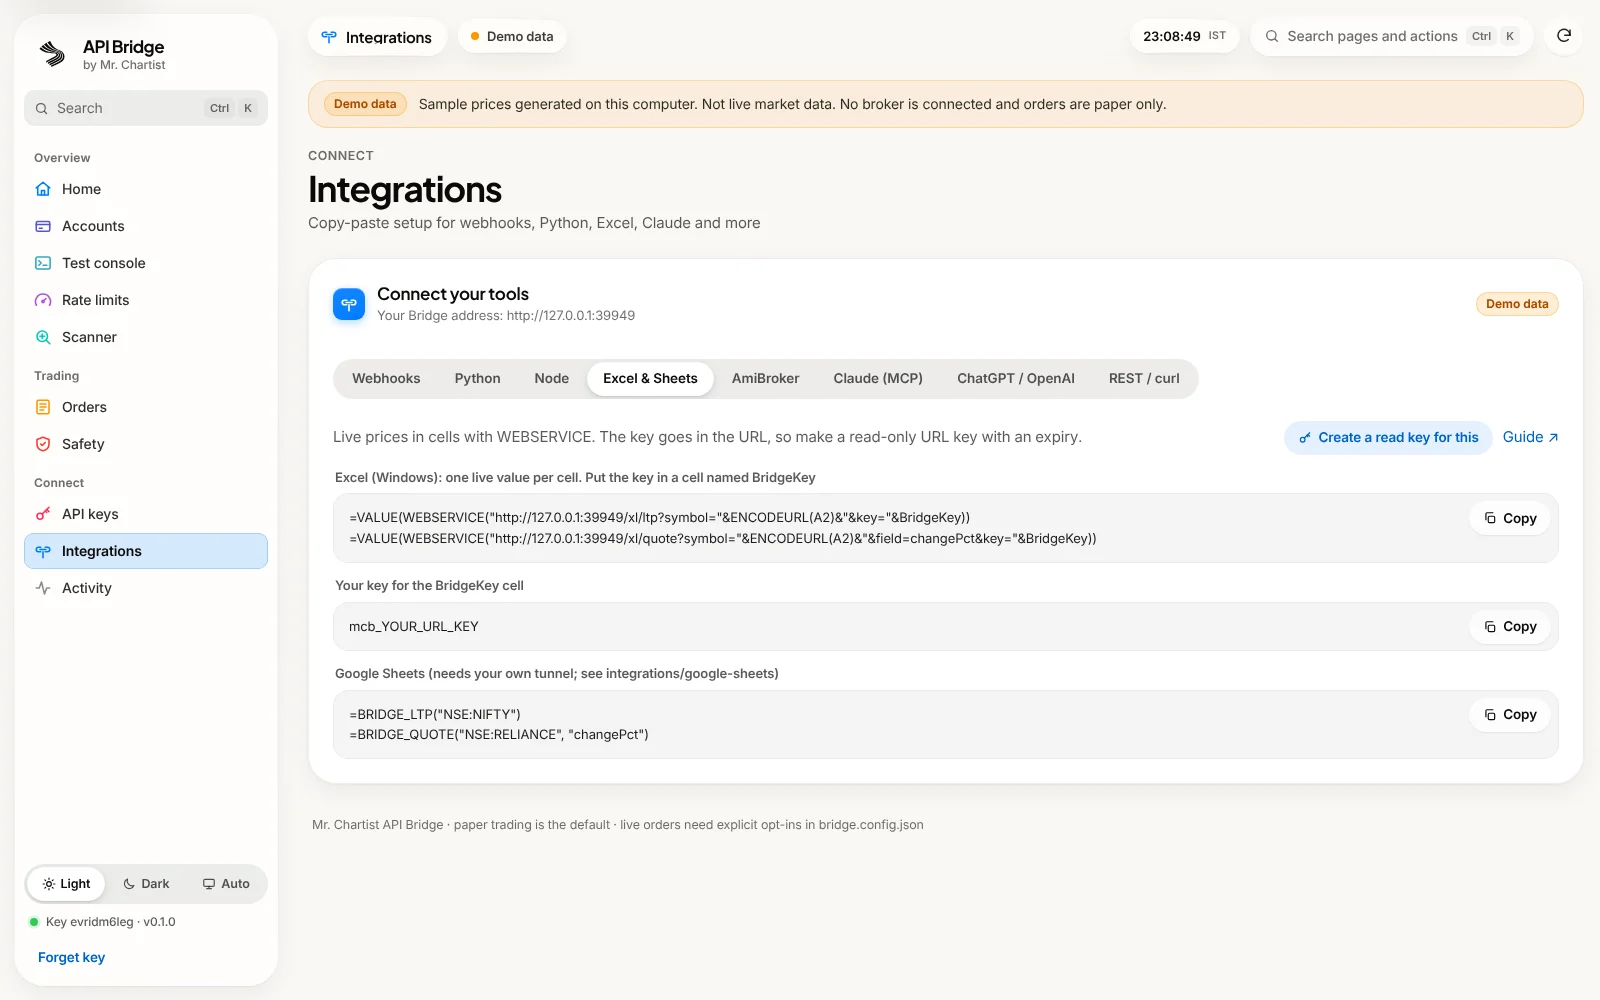 API Bridge
by Mr. Chartist
Search Ctrl K
Overview
Home
Accounts
Test console
Rate limits
Scanner
Trading
Orders
Safety
Connect
API keys
Integrations
Activity
Light Dark Auto
Key evridm6leg · v0.1.0
Forget key
Integrations Demo data
23:08:49 IST Search pages and actions Ctrl K
Demo data Sample prices generated on this computer. Not live market data. No broker is connected and orders are paper only.
CONNECT
Integrations
Copy-paste setup for webhooks, Python, Excel, Claude and more
Connect your tools
Your Bridge address: http://127.0.0.1:39949
Demo data
Webhooks Python Node Excel & Sheets AmiBroker Claude (MCP) ChatGPT / OpenAI REST / curl
Live prices in cells with WEBSERVICE. The key goes in the URL, so make a read-only URL key with an expiry.
Create a read key for this Guide ↗
Excel (Windows): one live value per cell. Put the key in a cell named BridgeKey
=VALUE(WEBSERVICE("http://127.0.0.1:39949/xl/ltp?symbol="&ENCODEURL(A2)&"&key="&BridgeKey))
=VALUE(WEBSERVICE("http://127.0.0.1:39949/xl/quote?symbol="&ENCODEURL(A2)&"&field=changePct&key="&BridgeKey))
Copy
Your key for the BridgeKey cell
mcb_YOUR_URL_KEY
Copy
Google Sheets (needs your own tunnel; see integrations/google-sheets)
=BRIDGE_LTP("NSE:NIFTY")
=BRIDGE_QUOTE("NSE:RELIANCE", "changePct")
Copy
Mr. Chartist API Bridge · paper trading is the default · live orders need explicit opt-ins in bridge.config.json